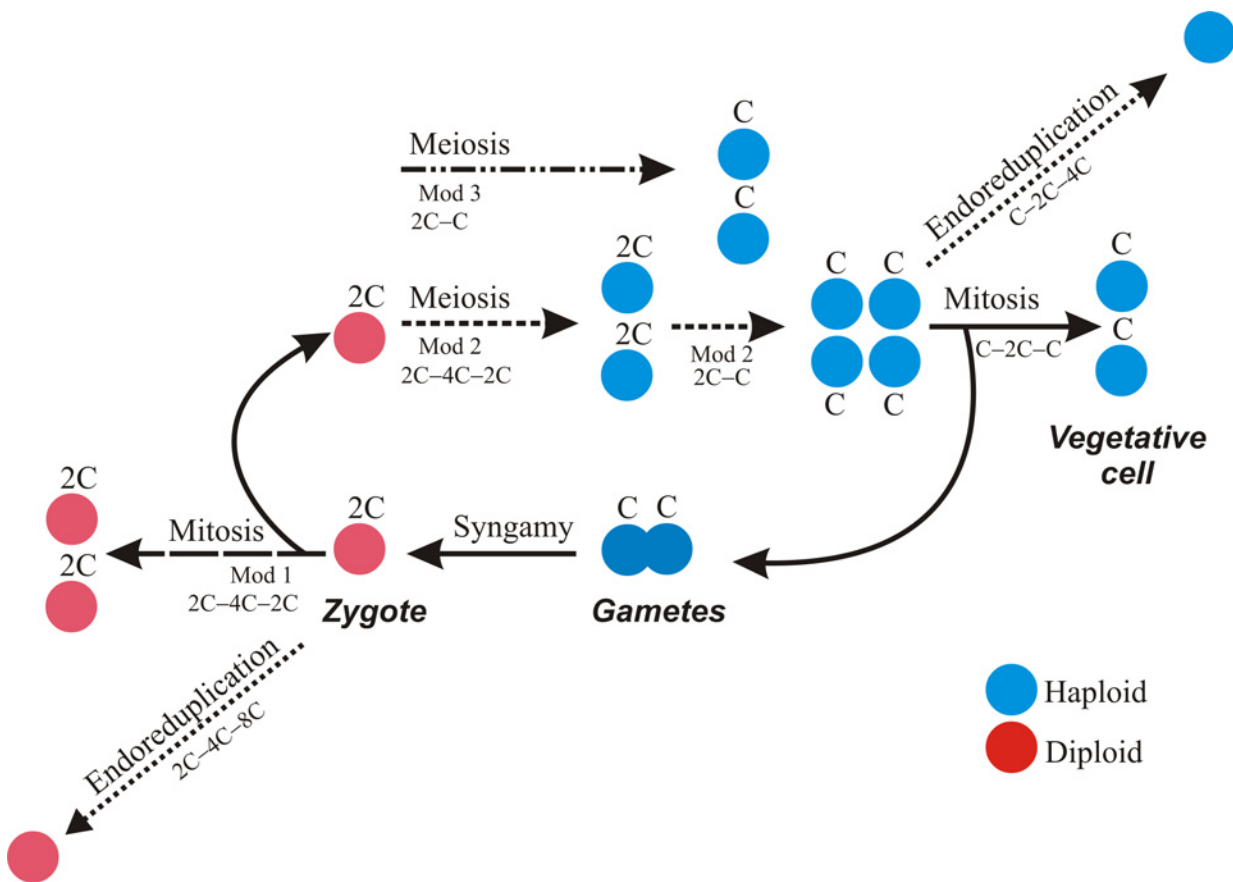 Endoreduplication
C–2C–4C
C
Meiosis
Mod 3
2C–C
C
2C
2C
Meiosis
Mod 2
2C–4C–2C
2C
Mod 2
2C–C
C C
C C
Mitosis
C–2C–C
C
C
Vegetative
cell
2C
2C
Mitosis
Mod 1
2C–4C–2C
2C
Zygote
Syngamy
C C
Gametes
Endoreduplication
2C–4C–8C
Haploid
Diploid